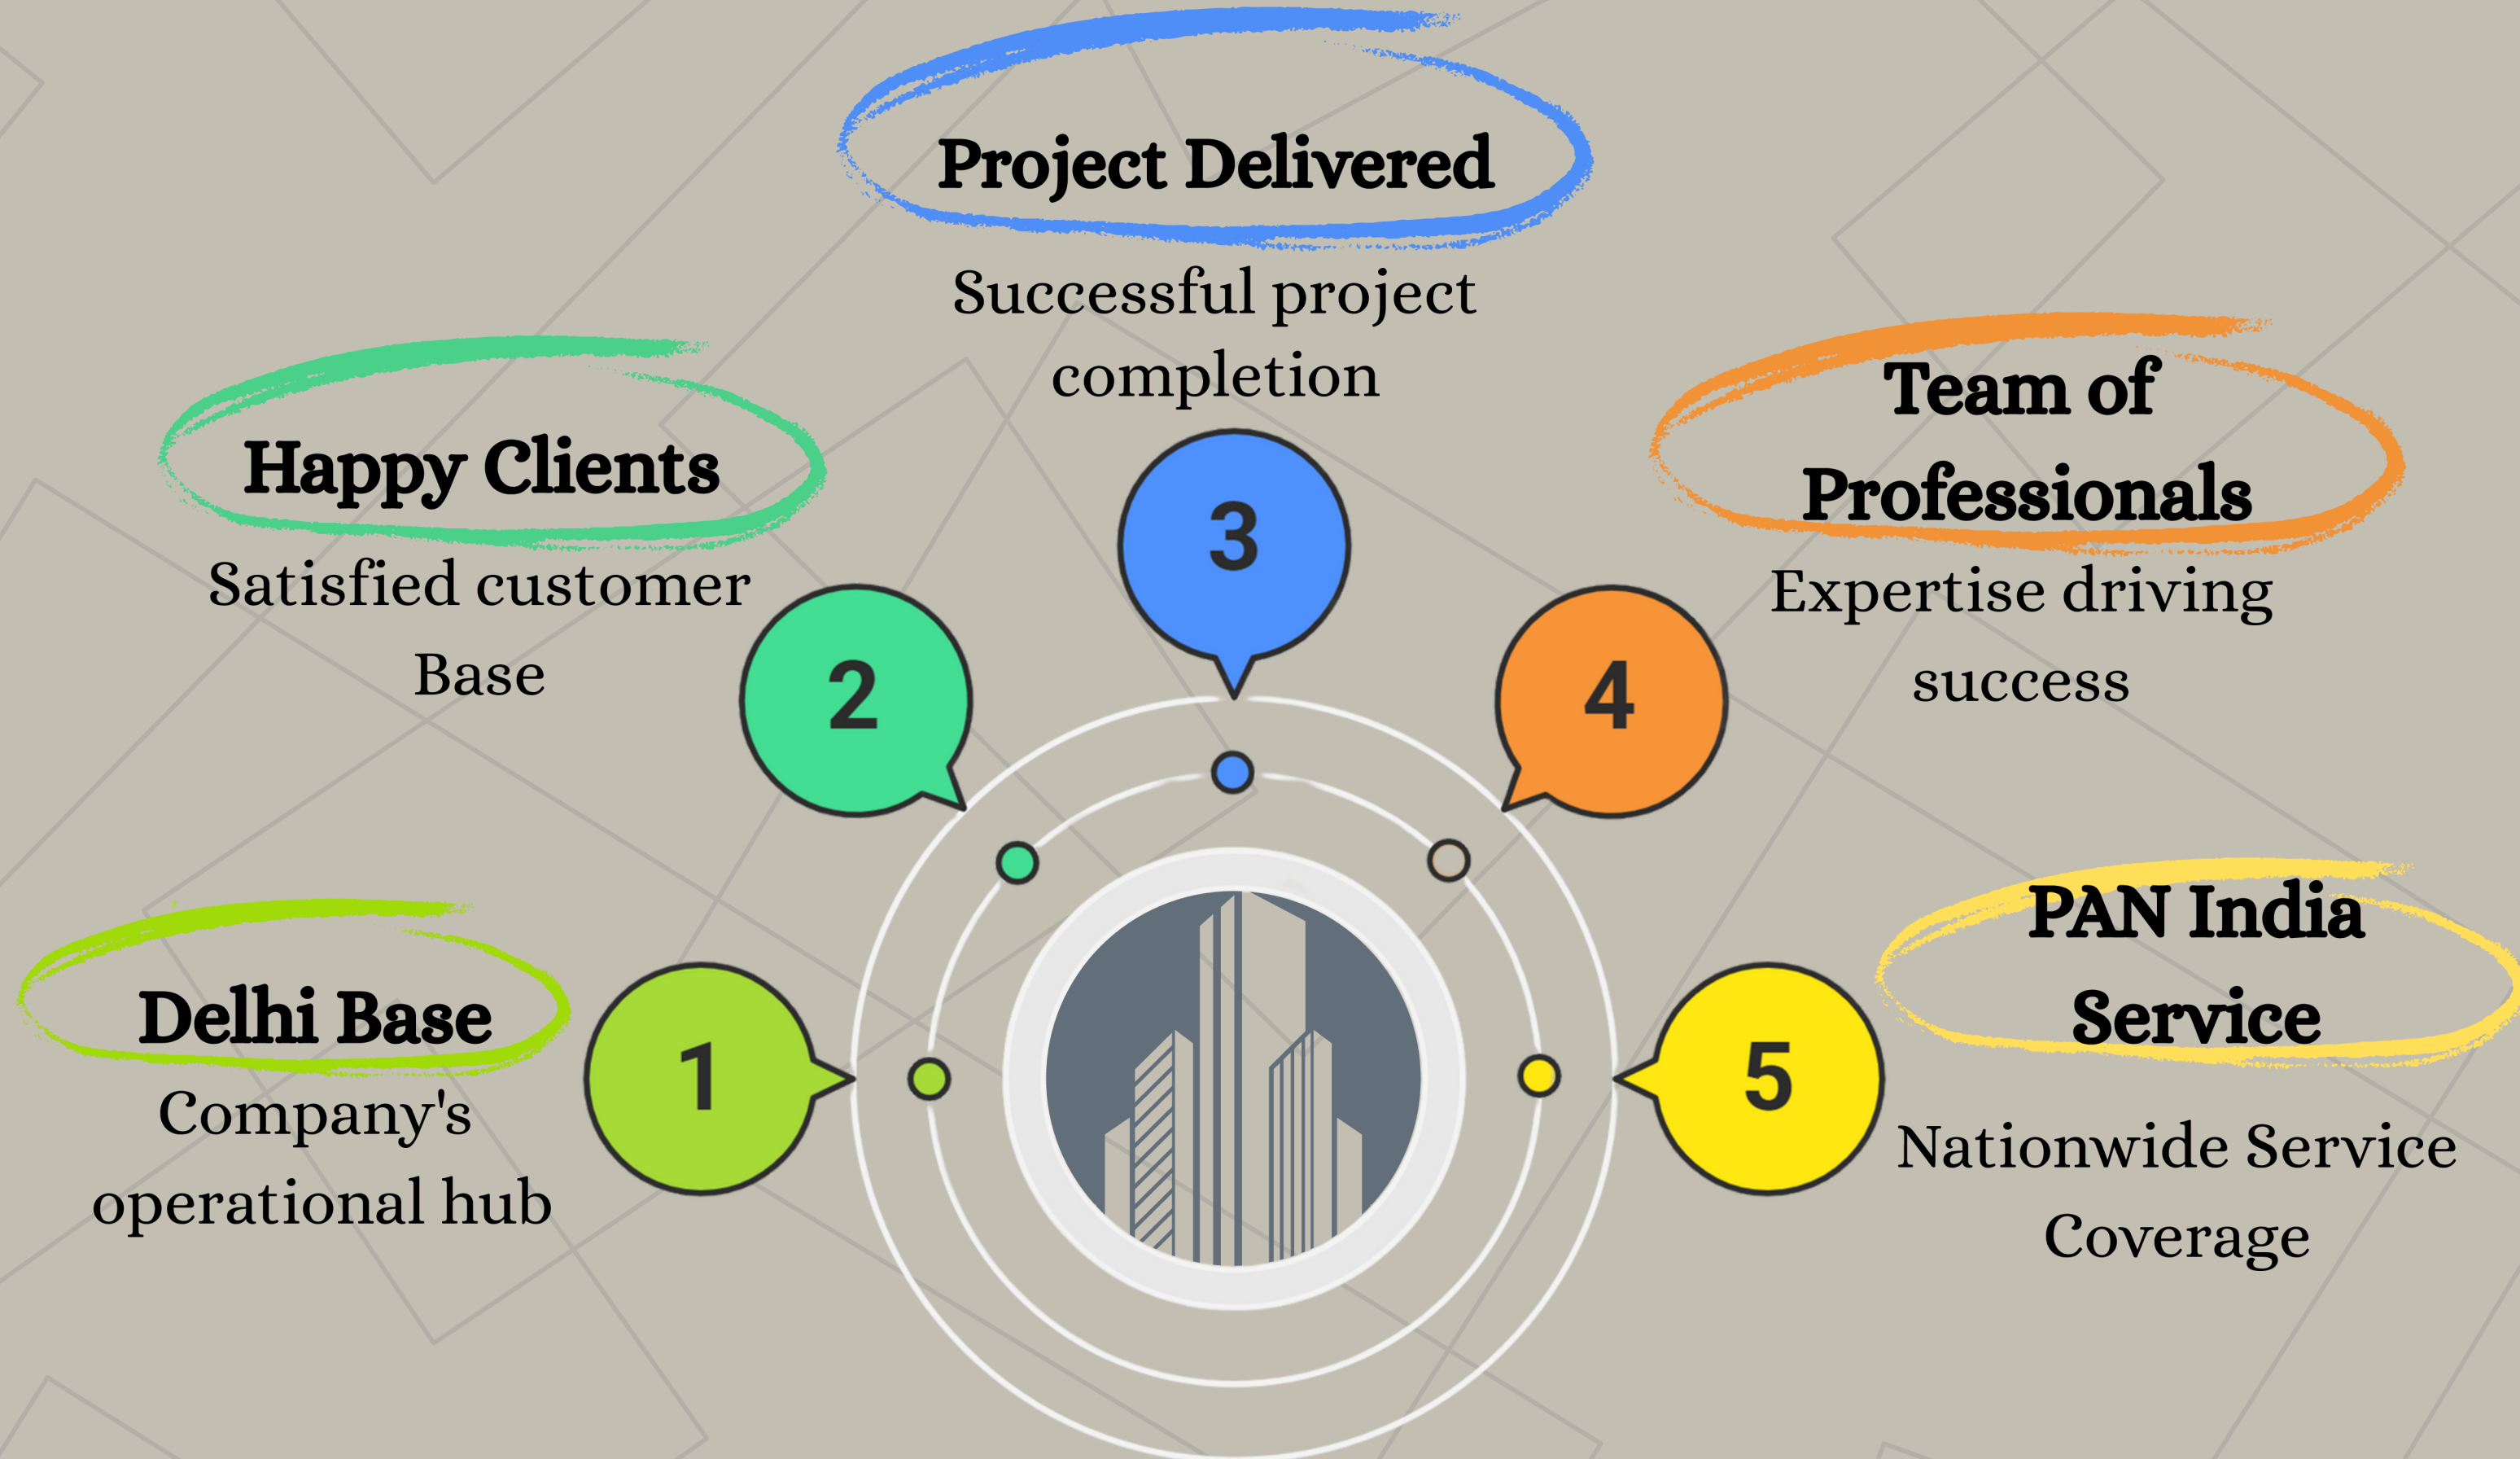 Delhi Base
Company's
operational hub
1
Happy Clients
Satisfied customer
Base
2
Project Delivered
Successful project
completion
3
Team of
Professionals
Expertise driving
success
4
PAN India
Service
Nationwide Service
Coverage
5